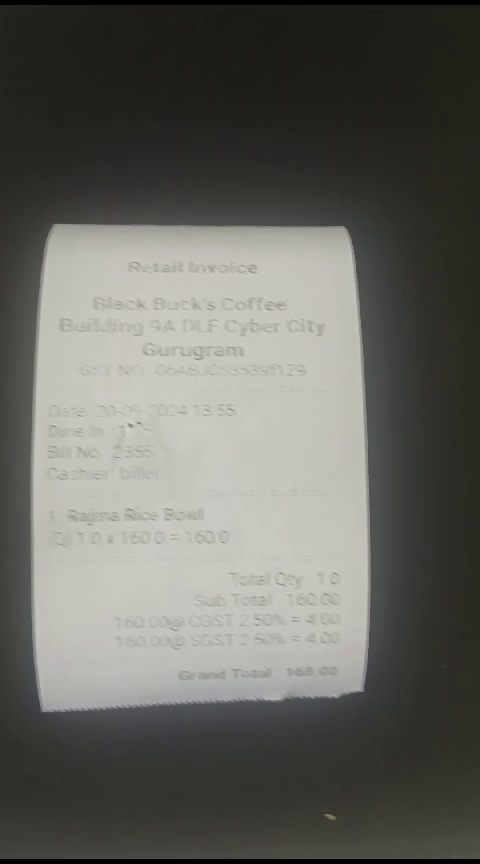 Retail Invoice
Black Buck's Coffee
Building 9A DLF Cyber City
Gurugram
GST NO
Date: 20-09-2024 13:55
Dine In
Bill No 2355
Cashier biller
1. Rajma Rice Bowl
(Q) 1.0 x 160.0 = 160.0
Total Qty 1.0
Sub Total 160.00
160.00@ CGST 2.50% = 4.00
160.00@ SGST 2.50% = 4.00
Grand Total : 168.00